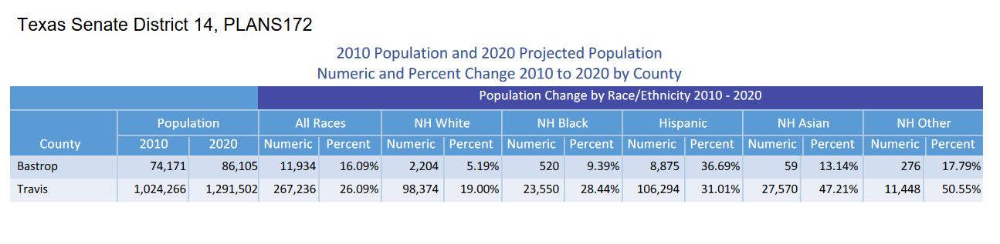 Texas Senate District 14, PLANS172
2010 Population and 2020 Projected Population
Numeric and Percent Change 2010 to 2020 by County
Population Change by Race/Ethnicity 2010 - 2020
Population All Races NH White NH Black Hispanic NH Asian NH Other
County 2010 2020 Numeric Percent Numeric Percent Numeric Percent Numeric Percent Numeric Percent Numeric Percent
Bastrop 74,171 86,105 11,934 16.09% 2,204 5.19% 520 9.39% 8,875 36.69% 59 13.14% 276 17.79%
Travis 1,024,266 1,291,502 267,236 26.09% 98,374 19.00% 23,550 28.44% 106,294 31.01% 27,570 47.21% 11,448 50.55%